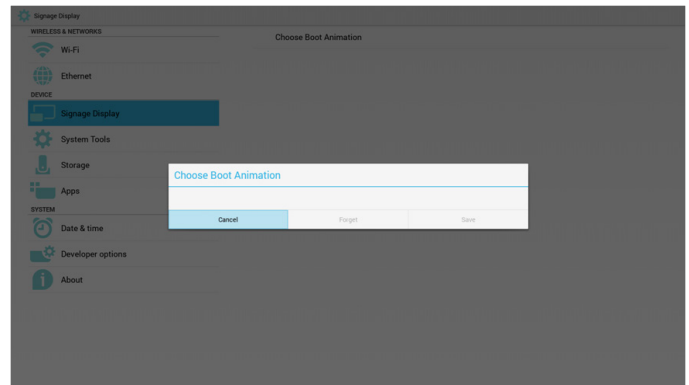 Signage Display
WIRELESS & NETWORKS
Choose Boot Animation
Wi-Fi
Ethernet
DEVICE
Signage Display
System Tools
Storage
Apps
SYSTEM
Date & time
Developer options
About
Choose Boot Animation
Cancel
Forget
Save